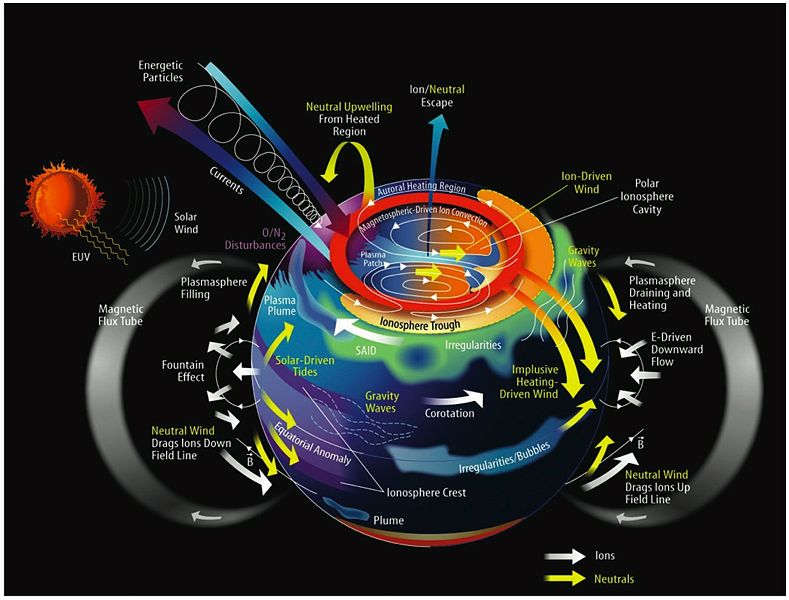 Energetic
Particles
Ion/Neutral
Escape
Neutral Upwelling
From Heated
Region
Currents
Solar
Wind
EUV
Auroral Heating Region
Magnetospheric-Driven Ion Convection
Ion-Driven
Wind
Polar
Ionosphere
Cavity
O/N2
Disturbances
Plasma
Patch
Gravity
Waves
Plasmasphere
Filling
Plasma
Plume
Plasmasphere
Draining and
Heating
Magnetic
Flux Tube
Magnetic
Flux Tube
Ionosphere Trough
SAID
Irregularities
E-Driven
Downward
Flow
Fountain
Effect
Solar-Driven
Tides
Implusive
Heating-
Driven Wind
Gravity
Waves
Corotation
Neutral Wind
Drags Ions Down
Field Line
B
Equatorial Anomaly
Irregularities/Bubbles
B
Neutral Wind
Drags Ions Up
Field Line
Ionosphere Crest
Plume
Ions
Neutrals